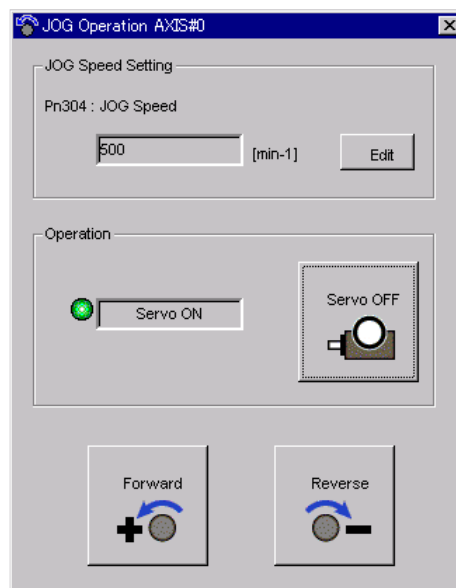 JOG Operation AXIS#0
JOG Speed Setting
Pn304 : JOG Speed
500 [min-1] Edit
Operation
Servo ON
Servo OFF
Forward
Reverse